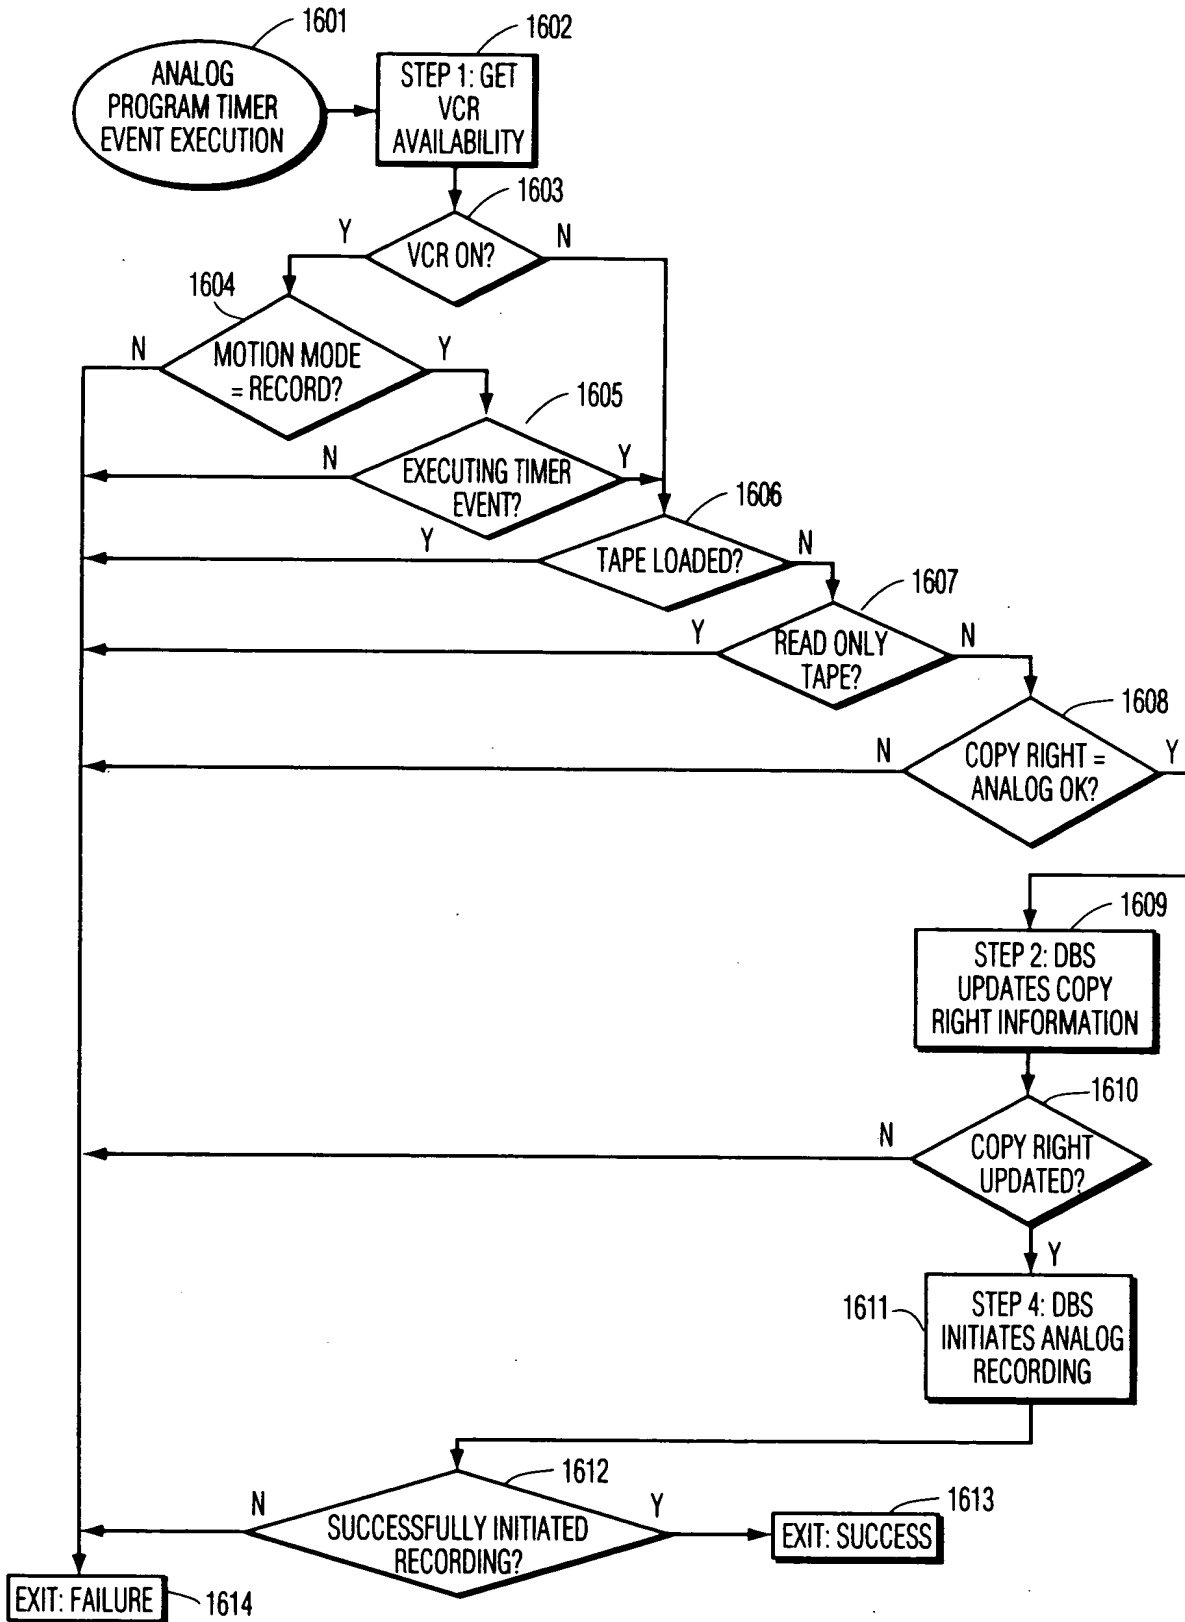 1601
ANALOG
PROGRAM TIMER
EVENT EXECUTION
1602
STEP 1: GET
VCR
AVAILABILITY
1603
Y
VCR ON?
N
1604
N
MOTION MODE
= RECORD?
Y
1605
N
EXECUTING TIMER
EVENT?
Y
1606
Y
TAPE LOADED?
N
1607
Y
READ ONLY
TAPE?
N
1608
N
COPY RIGHT =
ANALOG OK?
Y
1609
STEP 2: DBS
UPDATES COPY
RIGHT INFORMATION
1610
N
COPY RIGHT
UPDATED?
Y
1611
STEP 4: DBS
INITIATES ANALOG
RECORDING
1612
N
SUCCESSFULLY INITIATED
RECORDING?
Y
1613
EXIT: SUCCESS
EXIT: FAILURE
1614